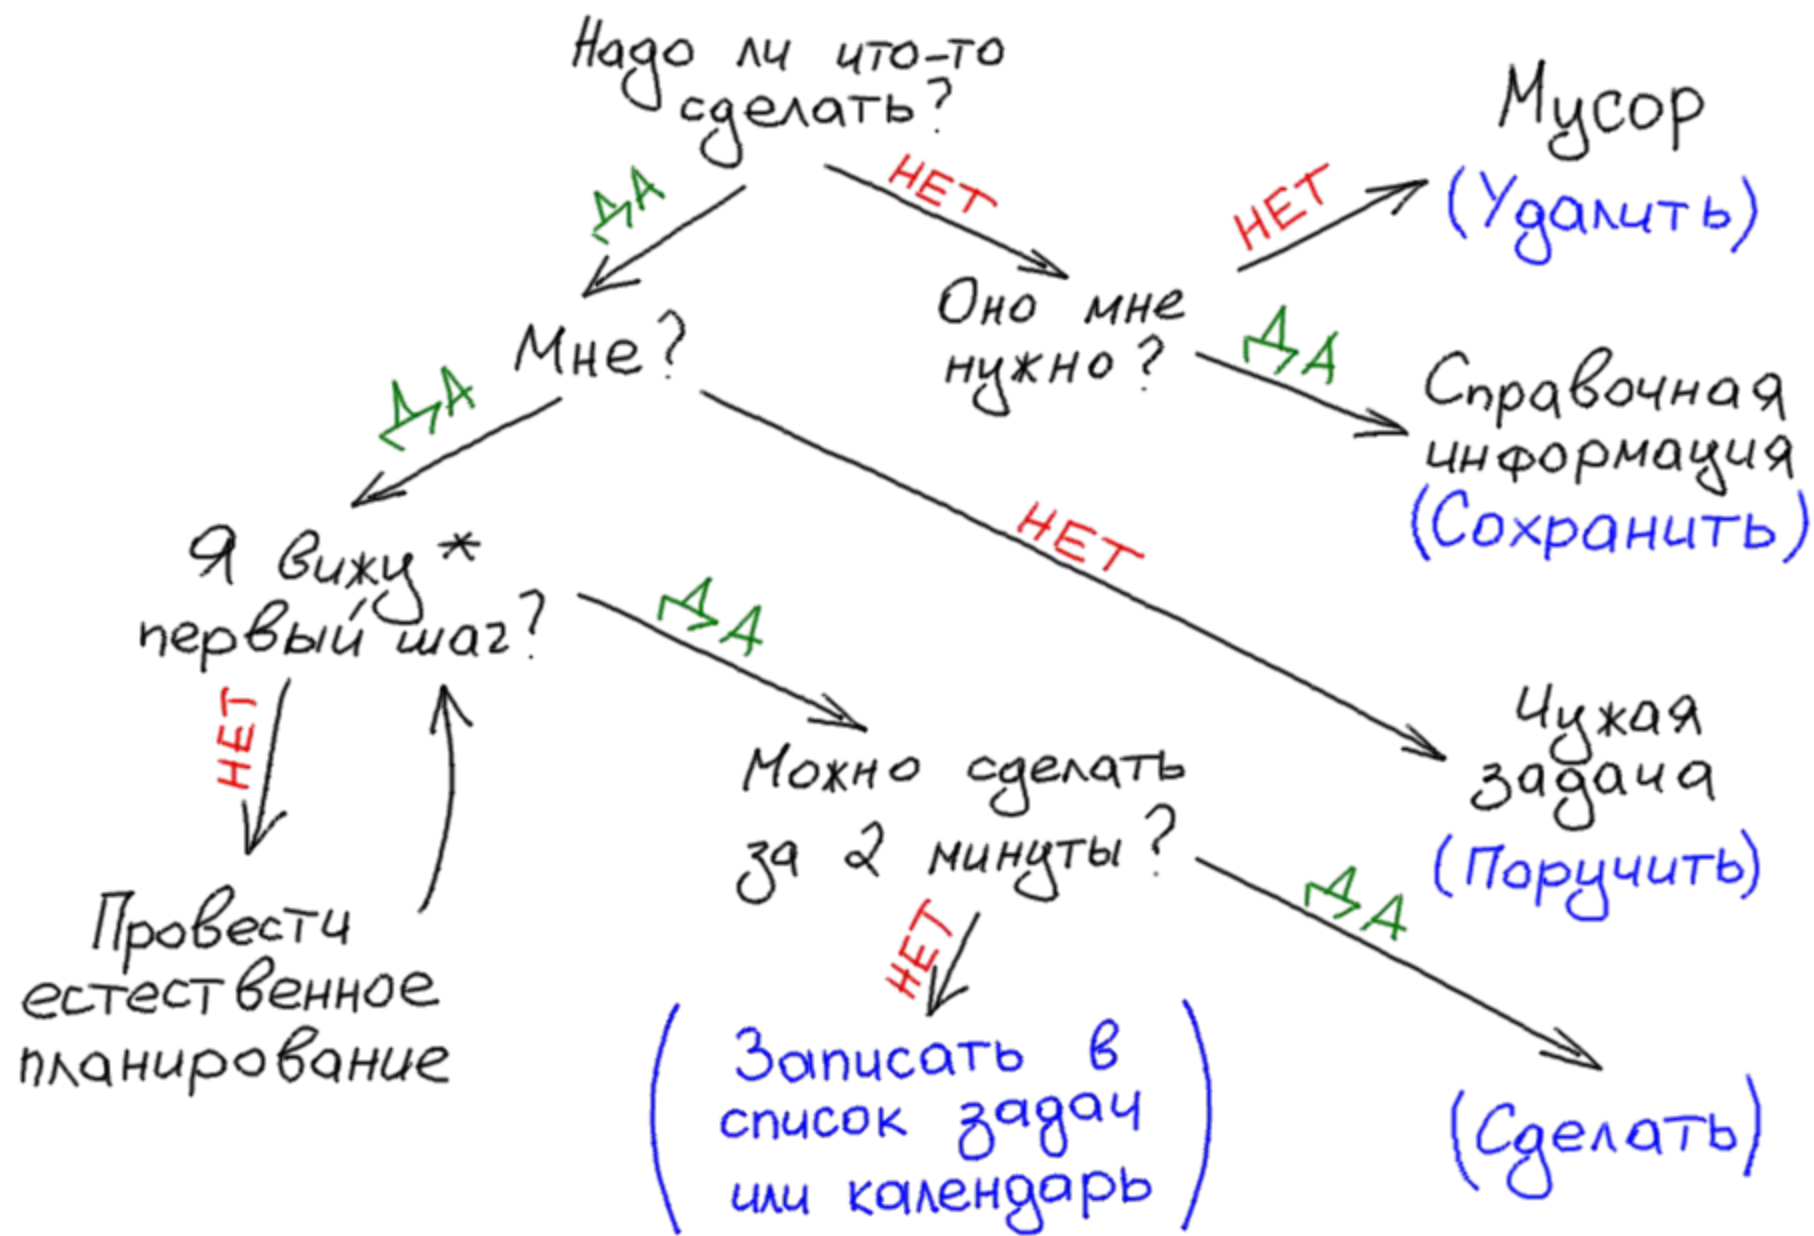 Надо ли что-то
сделать?
ДА
НЕТ
Мусор
(Удалить)
НЕТ
Мне?
Оно мне
нужно?
ДА
Справочная
информация
(Сохранить)
ДА
НЕТ
Я вижу*
первый шаг?
ДА
НЕТ
Чужая
задача
(Поручить)
Можно сделать
за 2 минуты?
ДА
НЕТ
Провести
естественное
планирование
(Записать в
список задач
или календарь)
(Сделать)